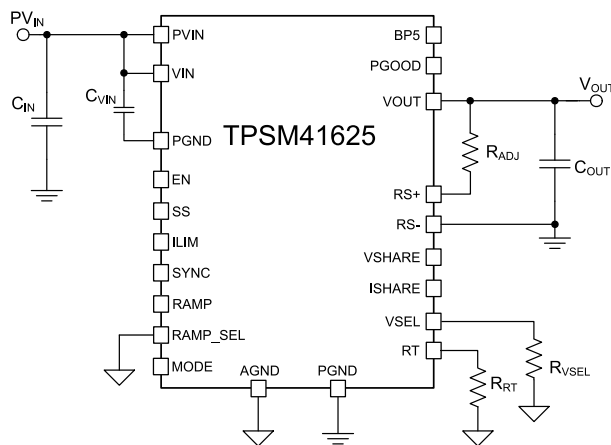 PVIN
PVIN
BP5
PGOOD
VIN
VOUT
VOUT
CIN
CVIN
TPSM41625
PGND
RADJ
COUT
EN
RS+
SS
RS-
ILIM
VSHARE
SYNC
ISHARE
RAMP
VSEL
RAMP_SEL
RT
MODE
AGND
PGND
RRT
RVSEL